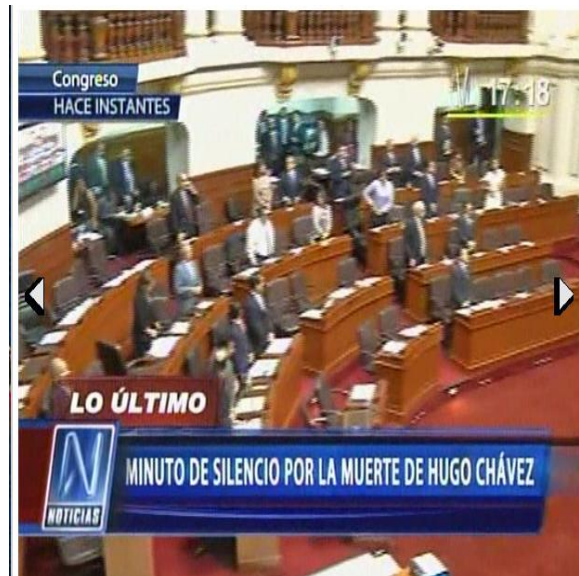 Congreso
HACE INSTANTES
N 17:18
LO ÚLTIMO
N
NOTICIAS
MINUTO DE SILENCIO POR LA MUERTE DE HUGO CHÁVEZ